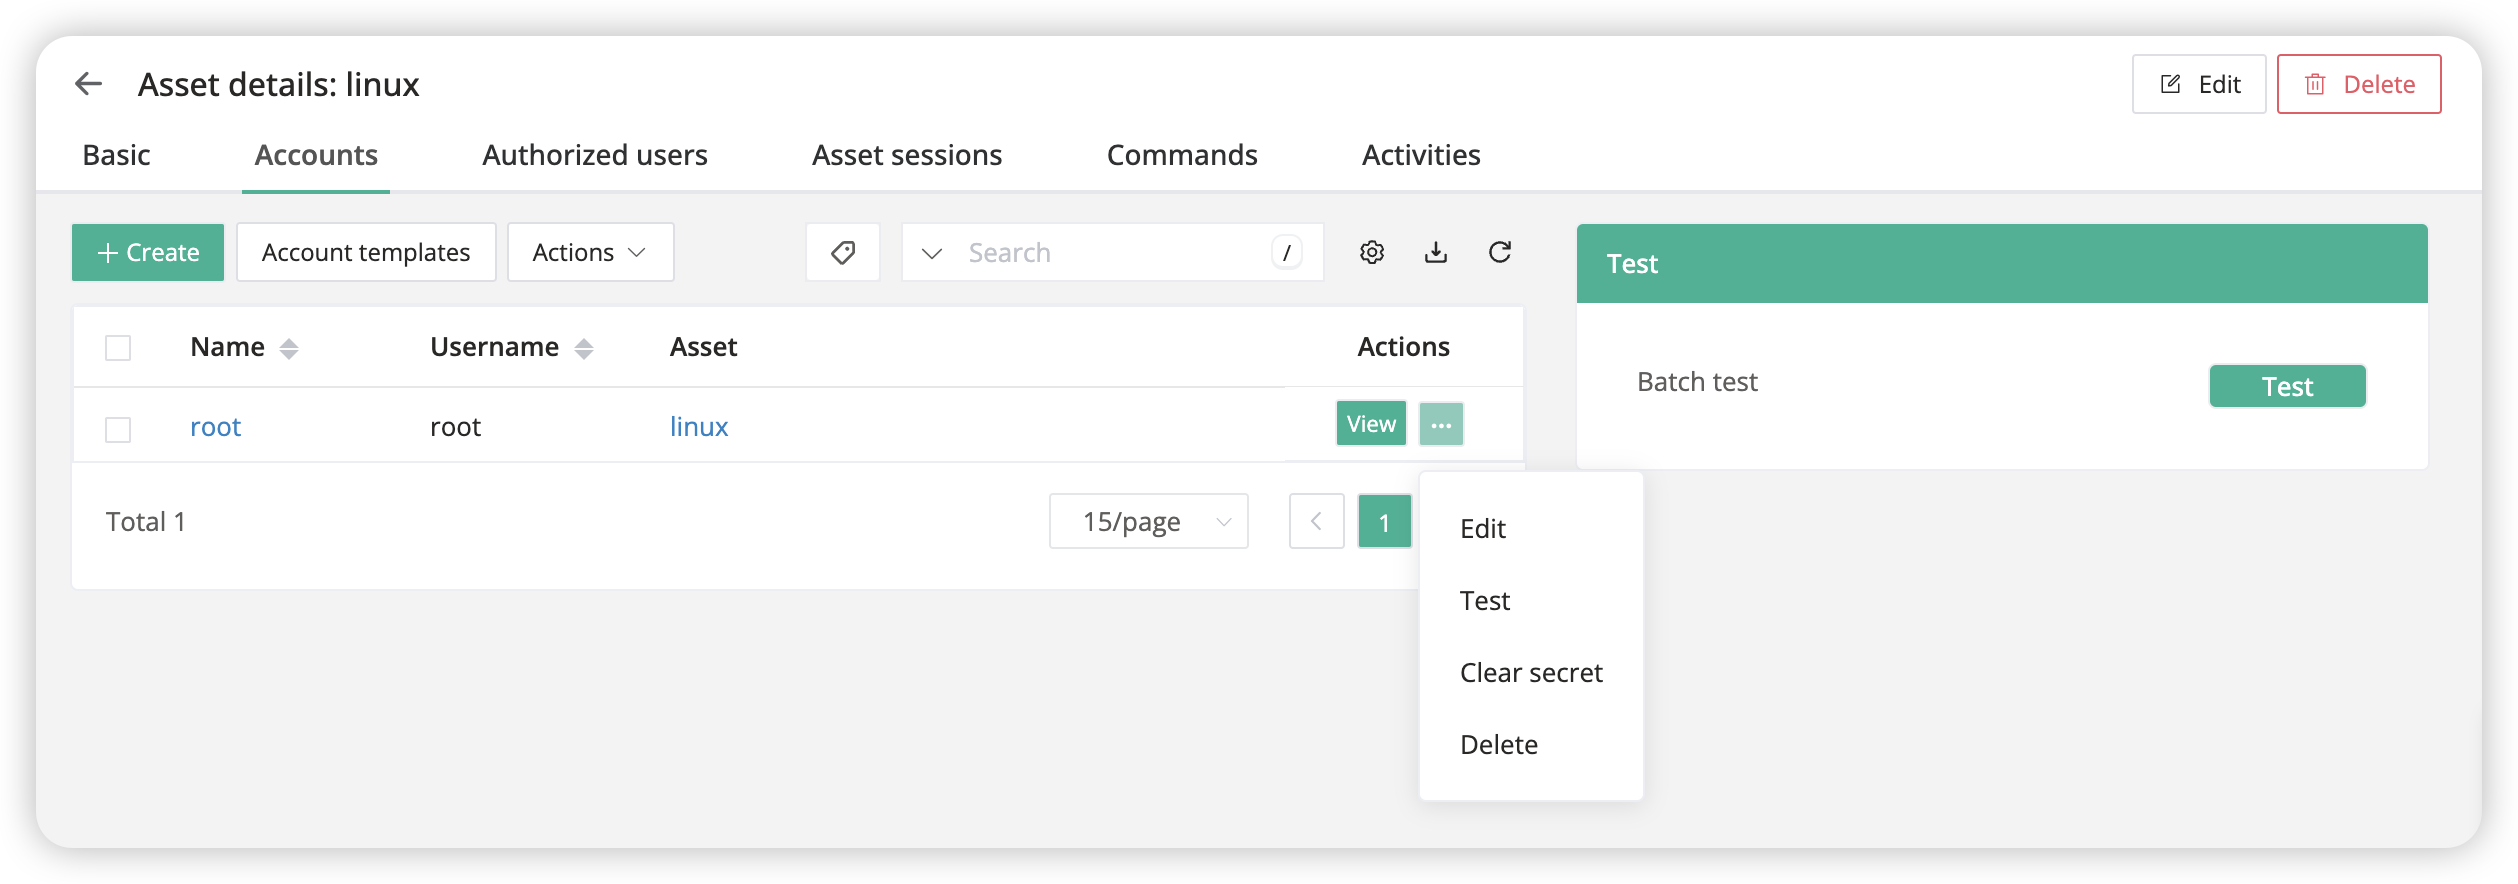 Asset details: linux
Edit
Delete
Basic
Accounts
Authorized users
Asset sessions
Commands
Activities
Create
Account templates
Actions
Search
/
Test
Name
Username
Asset
Actions
Batch test
Test
root
root
linux
View
Total 1
15/page
1
Edit
Test
Clear secret
Delete